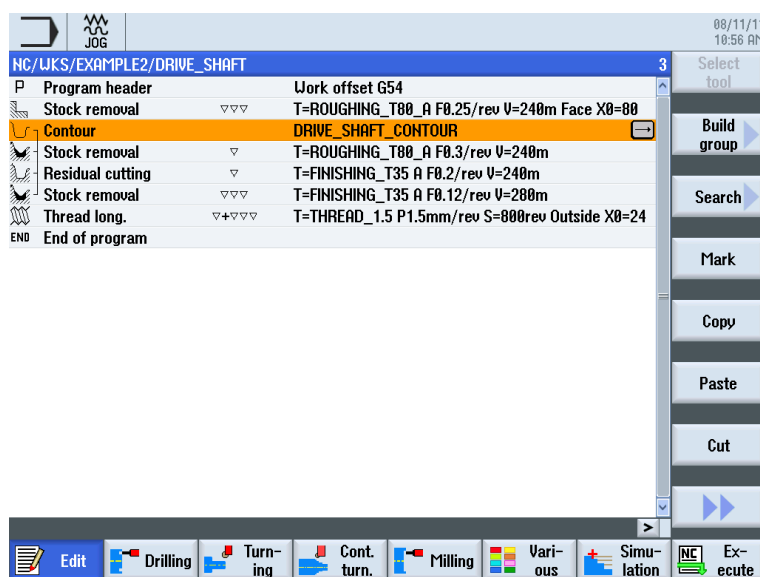 JOG
08/11/1
10:56 AM
NC/WKS/EXAMPLE2/DRIVE_SHAFT 3
P Program header Work offset G54
Stock removal ▽▽▽ T=ROUGHING_T80_A F0.25/rev V=240m Face X0=80
Contour DRIVE_SHAFT_CONTOUR
Stock removal ▽ T=ROUGHING_T80_A F0.3/rev V=240m
Residual cutting ▽ T=FINISHING_T35 A F0.2/rev V=240m
Stock removal ▽▽▽ T=FINISHING_T35 A F0.12/rev V=280m
Thread long. ▽+▽▽▽ T=THREAD_1.5 P1.5mm/rev S=800rev Outside X0=24
END End of program
Select
tool
Build
group
Search
Mark
Copy
Paste
Cut
>
Edit
Drilling
Turn-
ing
Cont.
turn.
Milling
Vari-
ous
Simu-
lation
NC
Ex-
ecute